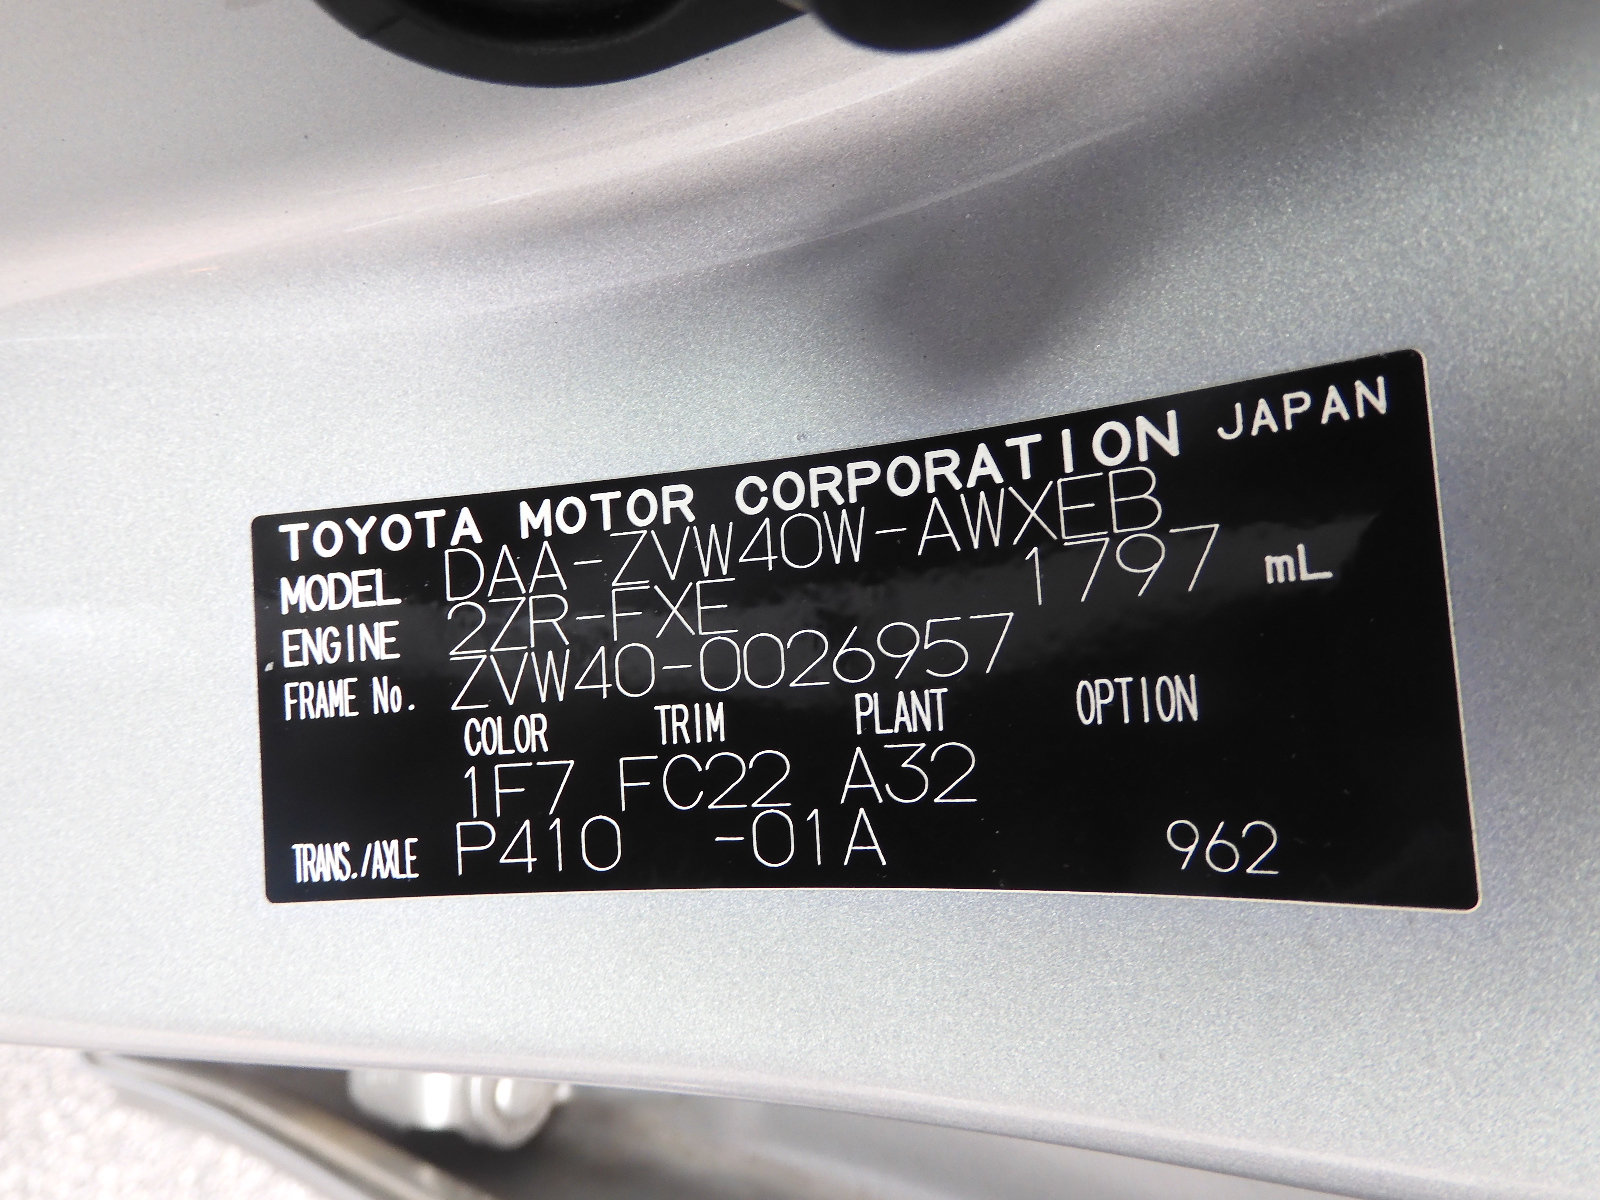 TOYOTA MOTOR CORPORATION JAPAN
MODEL DAA-ZVW40W-AWXEB
ENGINE 2ZR-FXE 1797 mL
FRAME No. ZVW40-0026957
COLOR TRIM PLANT OPTION
1F7 FC22 A32
TRANS./AXLE P410 -01A 962